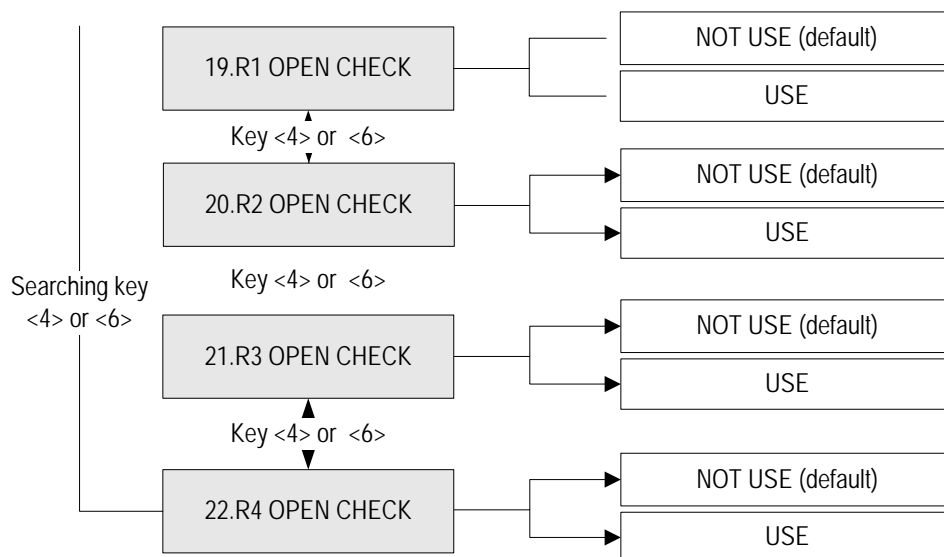 19.R1 OPEN CHECK
NOT USE (default)
USE
Key <4> or <6>
20.R2 OPEN CHECK
NOT USE (default)
USE
Key <4> or <6>
Searching key
<4> or <6>
21.R3 OPEN CHECK
NOT USE (default)
USE
Key <4> or <6>
22.R4 OPEN CHECK
NOT USE (default)
USE